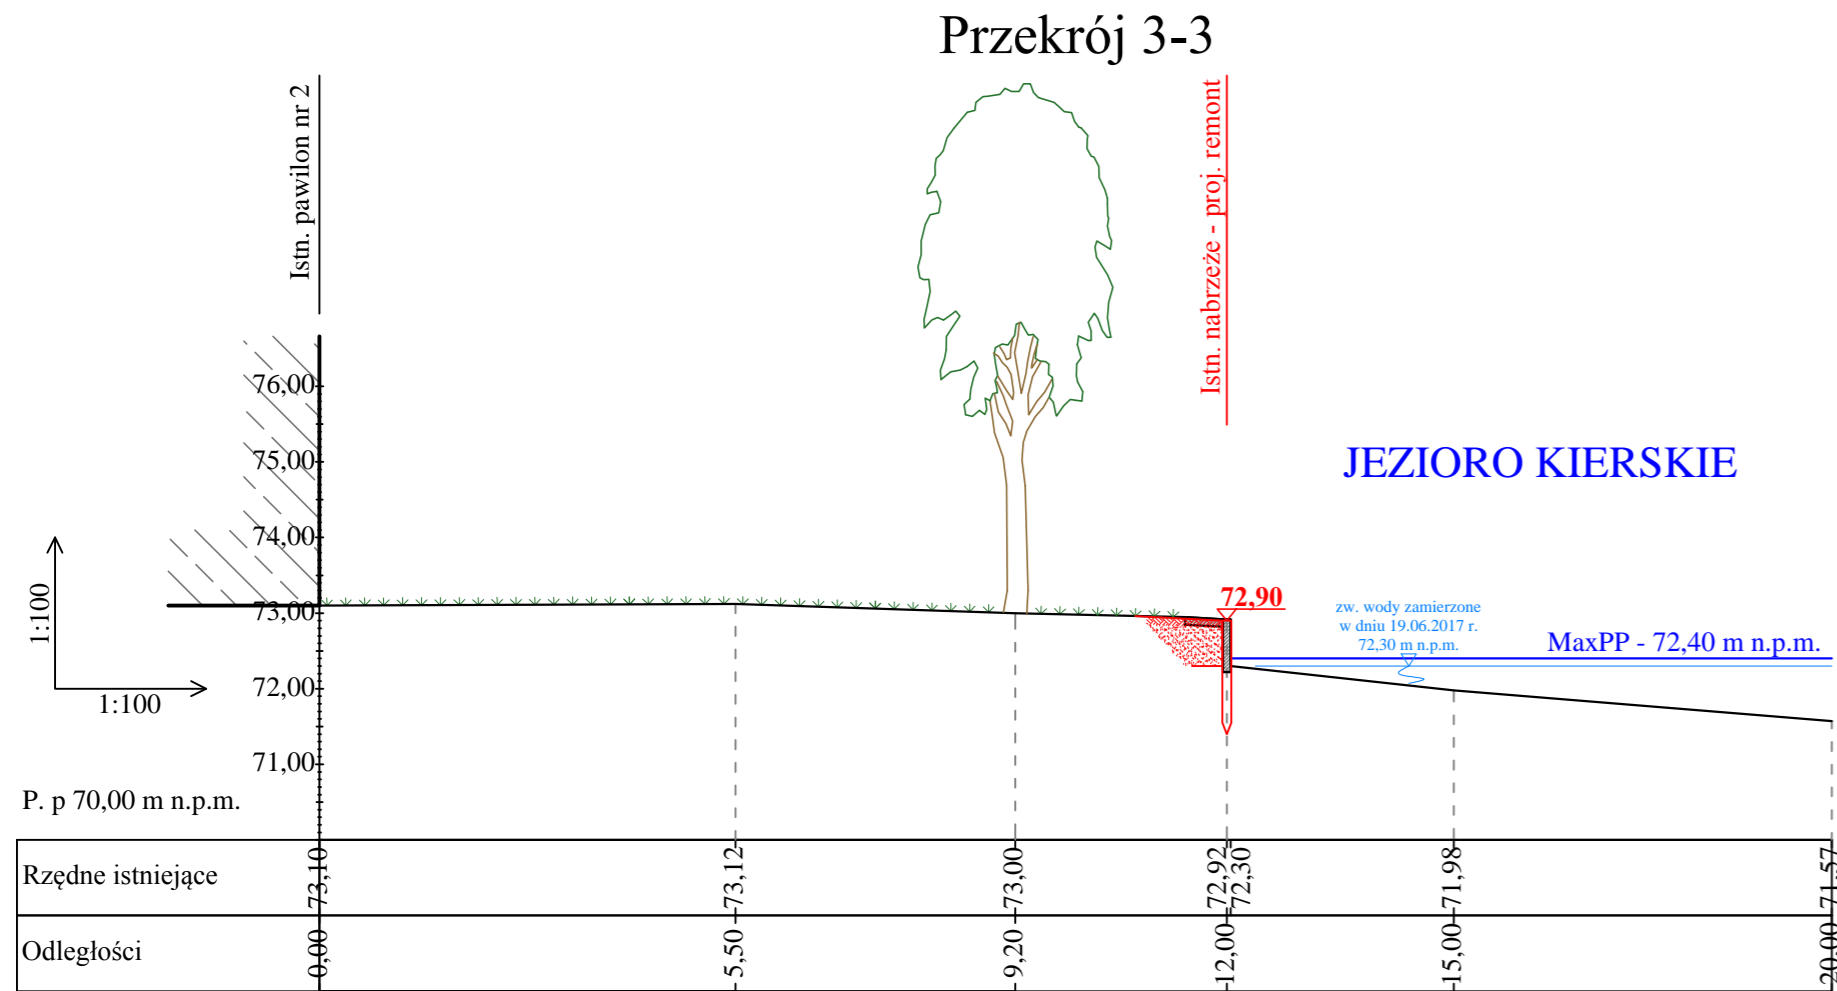 Przekrój 3-3
Istn. pawilon nr 2
Istn. nabrzeże - proj. remont
76,00
75,00
74,00
73,00
72,00
71,00
JEZIORO KIERSKIE
72,90
zw. wody zamierzone
w dniu 19.06.2017 r.
72,30 m n.p.m.
MaxPP - 72,40 m n.p.m.
1:100
1:100
P. p 70,00 m n.p.m.
Rzędne istniejące
73,10
73,12
73,00
72,92
72,30
71,98
71,57
Odległości
0,00
5,50
9,20
12,00
15,00
20,00